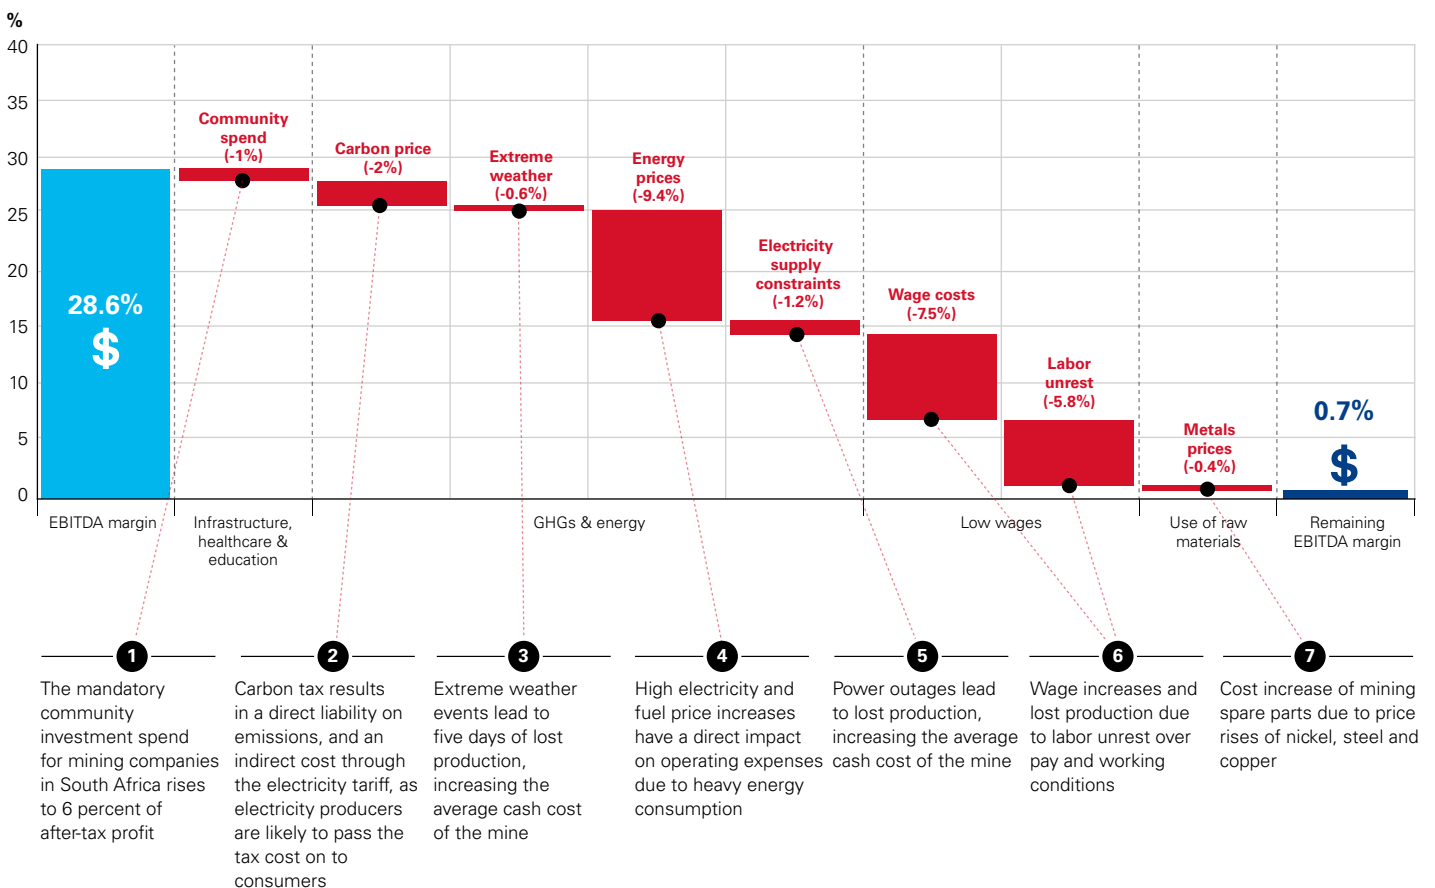 %
40
35
30
25
20
15
10
5
0
28.6%
$
Community
spend
(-1%)
Carbon price
(-2%)
Extreme
weather
(-0.6%)
Energy
prices
(-9.4%)
Electricity
supply
constraints
(-1.2%)
Wage costs
(-7.5%)
Labor
unrest
(-5.8%)
Metals
prices
(-0.4%)
0.7%
$
EBITDA margin
Infrastructure,
healthcare &
education
GHGs & energy
Low wages
Use of raw
materials
Remaining
EBITDA margin
1
The mandatory
community
investment spend
for mining companies
in South Africa rises
to 6 percent of
after-tax profit
2
Carbon tax results
in a direct liability on
emissions, and an
indirect cost through
the electricity tariff, as
electricity producers
are likely to pass the
tax cost on to
consumers
3
Extreme weather
events lead to
five days of lost
production,
increasing the
average cash cost
of the mine
4
High electricity and
fuel price increases
have a direct impact
on operating expenses
due to heavy energy
consumption
5
Power outages lead
to lost production,
increasing the average
cash cost of the mine
6
Wage increases and
lost production due
to labor unrest over
pay and working
conditions
7
Cost increase of mining
spare parts due to price
rises of nickel, steel and
copper